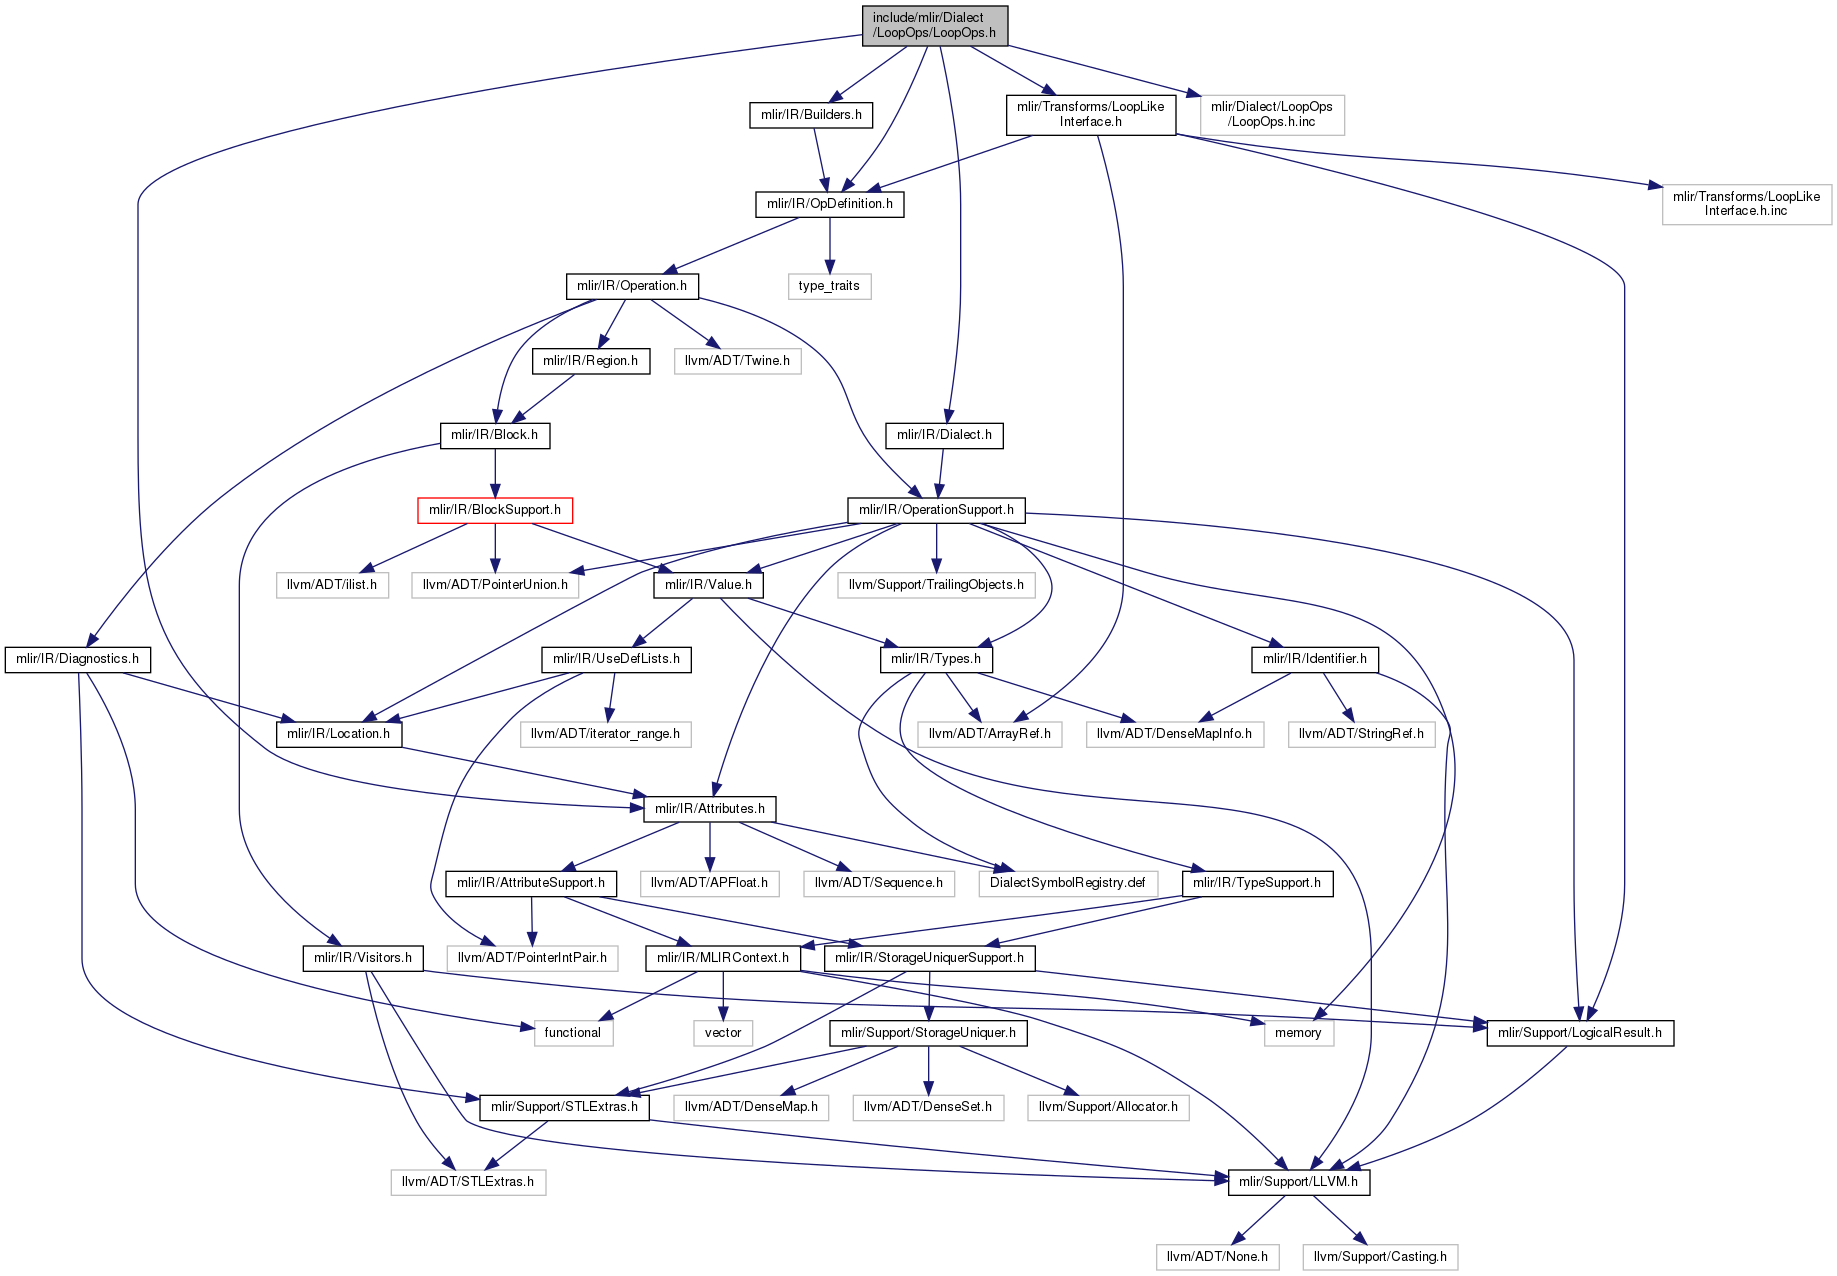 include/mlir/Dialect
/LoopOps/LoopOps.h
mlir/IR/Builders.h
mlir/Transforms/LoopLike
Interface.h
mlir/Dialect/LoopOps
/LoopOps.h.inc
mlir/IR/OpDefinition.h
mlir/Transforms/LoopLike
Interface.h.inc
mlir/IR/Operation.h
type_traits
mlir/IR/Region.h
llvm/ADT/Twine.h
mlir/IR/Block.h
mlir/IR/Dialect.h
mlir/IR/BlockSupport.h
mlir/IR/OperationSupport.h
llvm/ADT/ilist.h
llvm/ADT/PointerUnion.h
mlir/IR/Value.h
llvm/Support/TrailingObjects.h
mlir/IR/Diagnostics.h
mlir/IR/UseDefLists.h
mlir/IR/Types.h
mlir/IR/Identifier.h
mlir/IR/Location.h
llvm/ADT/iterator_range.h
llvm/ADT/ArrayRef.h
llvm/ADT/DenseMapInfo.h
llvm/ADT/StringRef.h
mlir/IR/Attributes.h
mlir/IR/AttributeSupport.h
llvm/ADT/APFloat.h
llvm/ADT/Sequence.h
DialectSymbolRegistry.def
mlir/IR/TypeSupport.h
mlir/IR/Visitors.h
llvm/ADT/PointerIntPair.h
mlir/IR/MLIRContext.h
mlir/IR/StorageUniquerSupport.h
functional
vector
mlir/Support/StorageUniquer.h
memory
mlir/Support/LogicalResult.h
mlir/Support/STLExtras.h
llvm/ADT/DenseMap.h
llvm/ADT/DenseSet.h
llvm/Support/Allocator.h
llvm/ADT/STLExtras.h
mlir/Support/LLVM.h
llvm/ADT/None.h
llvm/Support/Casting.h